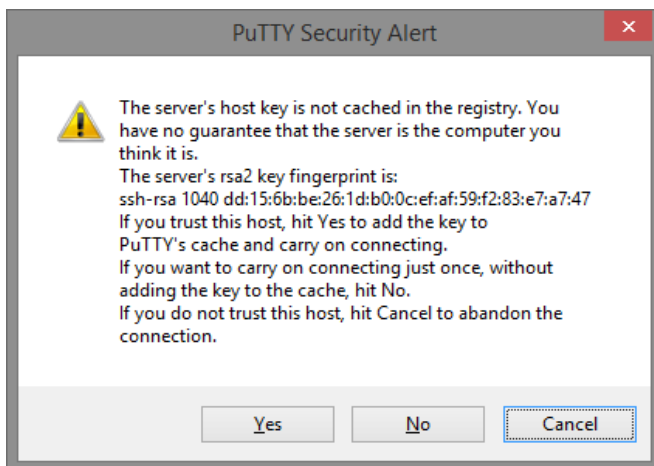 PuTTY Security Alert
The server's host key is not cached in the registry. You
have no guarantee that the server is the computer you
think it is.
The server's rsa2 key fingerprint is:
ssh-rsa 1040 dd:15:6b:be:26:1d:b0:0c:ef:af:59:f2:83:e7:a7:47
If you trust this host, hit Yes to add the key to
PuTTY's cache and carry on connecting.
If you want to carry on connecting just once, without
adding the key to the cache, hit No.
If you do not trust this host, hit Cancel to abandon the
connection.
Yes No Cancel